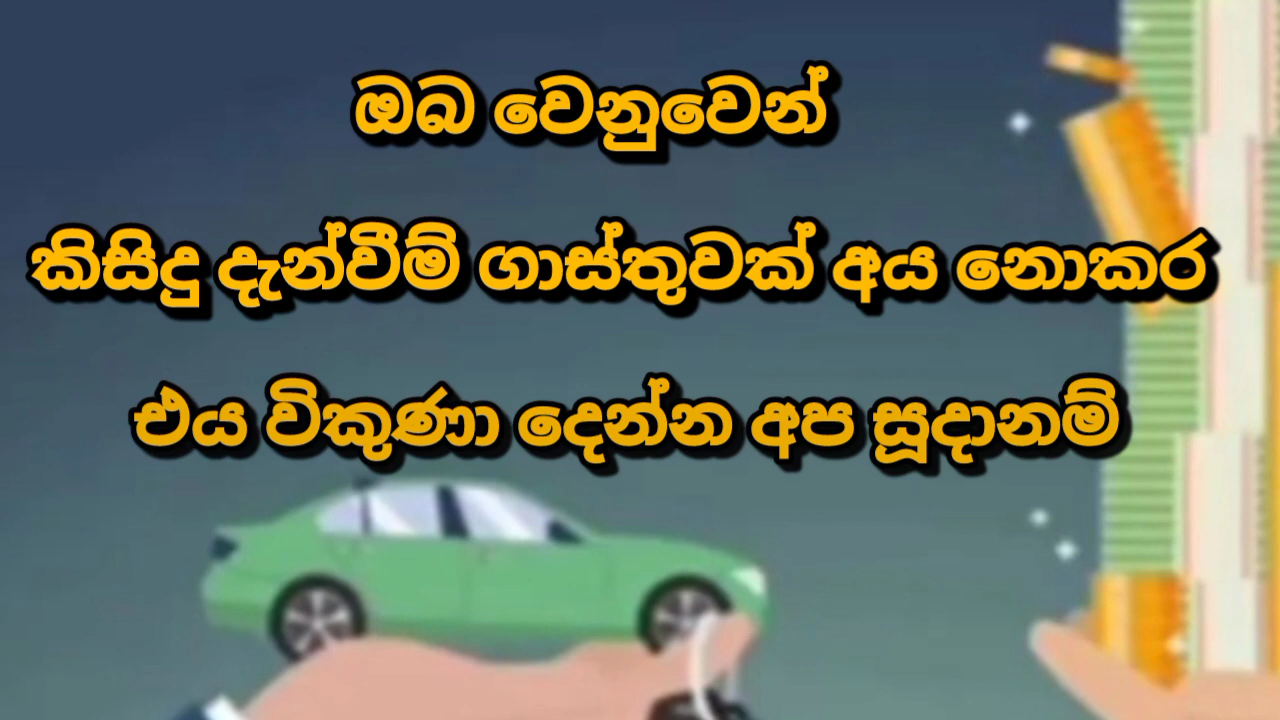 ඔබ වෙනුවෙන්
කිසිදු දැන්වීම් ගාස්තුවක් අය නොකර
එය විකුණා දෙන්න අප සූදානම්